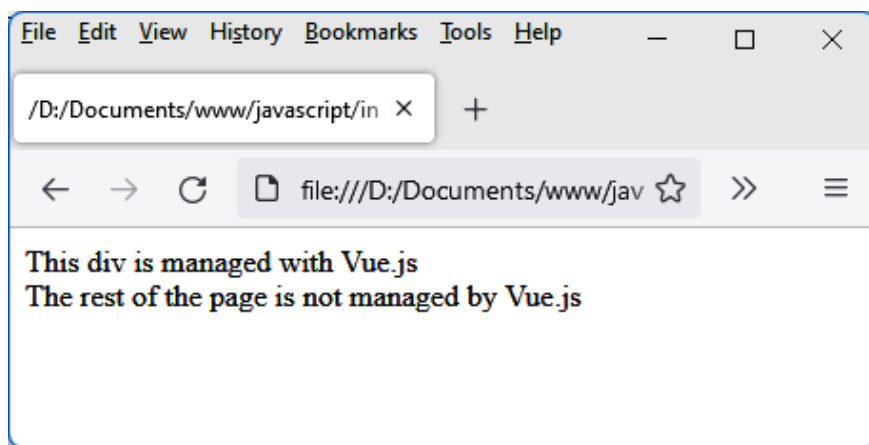 File Edit View History Bookmarks Tools Help
/D:/Documents/www/javascript/in
file:///D:/Documents/www/jav
This div is managed with Vue.js
The rest of the page is not managed by Vue.js